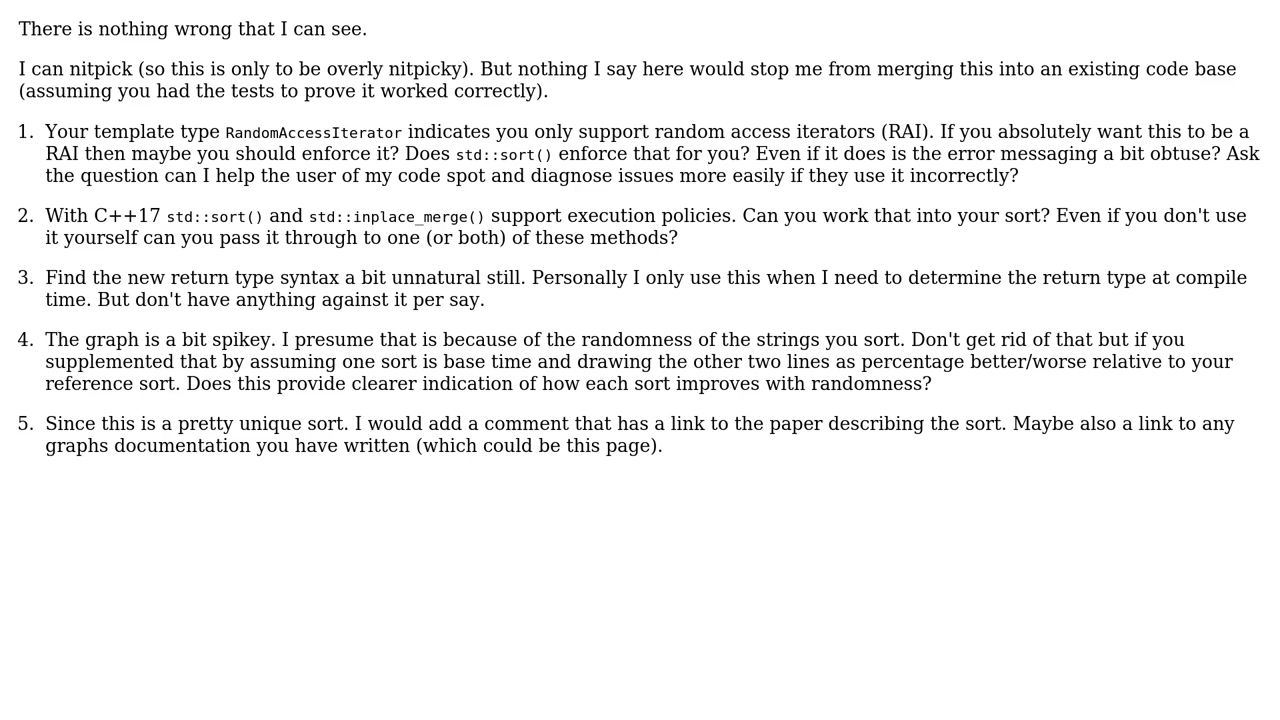 There is nothing wrong that I can see.
I can nitpick (so this is only to be overly nitpicky). But nothing I say here would stop me from merging this into an existing code base
(assuming you had the tests to prove it worked correctly).
1. Your template type RandomAccessIterator indicates you only support random access iterators (RAI). If you absolutely want this to be a
RAI then maybe you should enforce it? Does std::sort() enforce that for you? Even if it does is the error messaging a bit obtuse? Ask
the question can I help the user of my code spot and diagnose issues more easily if they use it incorrectly?
2. With C++17 std::sort() and std::inplace_merge() support execution policies. Can you work that into your sort? Even if you don't use
it yourself can you pass it through to one (or both) of these methods?
3. Find the new return type syntax a bit unnatural still. Personally I only use this when I need to determine the return type at compile
time. But don't have anything against it per say.
4. The graph is a bit spikey. I presume that is because of the randomness of the strings you sort. Don't get rid of that but if you
supplemented that by assuming one sort is base time and drawing the other two lines as percentage better/worse relative to your
reference sort. Does this provide clearer indication of how each sort improves with randomness?
5. Since this is a pretty unique sort. I would add a comment that has a link to the paper describing the sort. Maybe also a link to any
graphs documentation you have written (which could be this page).